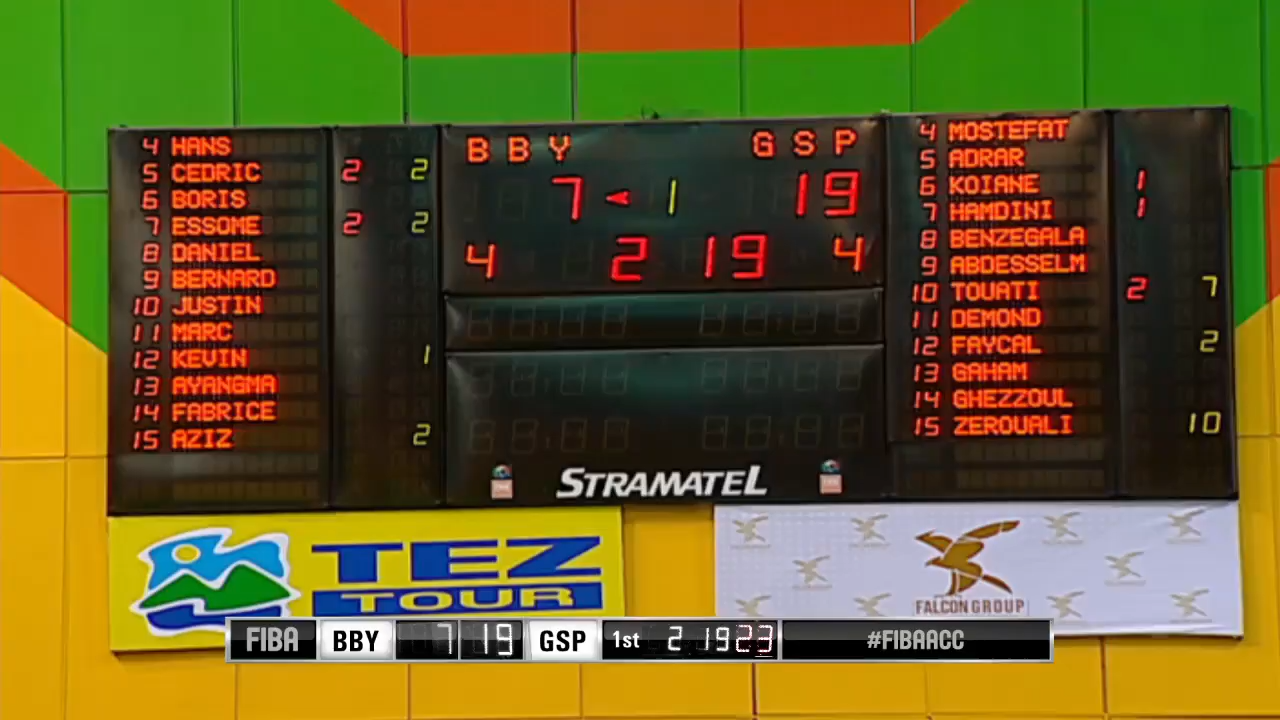 4 HANS
5 CEDRIC 2 2
6 BORIS
7 ESSOME 2 2
8 DANIEL
9 BERNARD
10 JUSTIN
11 MARC
12 KEVIN 1
13 AYANGMA
14 FABRICE
15 AZIZ 2
BBY GSP
7 1 19
4 2 19 4
STRAMATEL
4 MOSTEFAT
5 ADRAR
6 KOIANE 1
7 HAMDINI 1
8 BENZEGALA
9 ABDESSELM
10 TOUATI 2 7
11 DEMOND
12 FAYCAL 2
13 GAHAM
14 GHEZZOUL
15 ZEROUALI 10
TEZ
TOUR
FALCON GROUP
FIBA BBY 7 19 GSP 1st 2 19 23 #FIBAACC